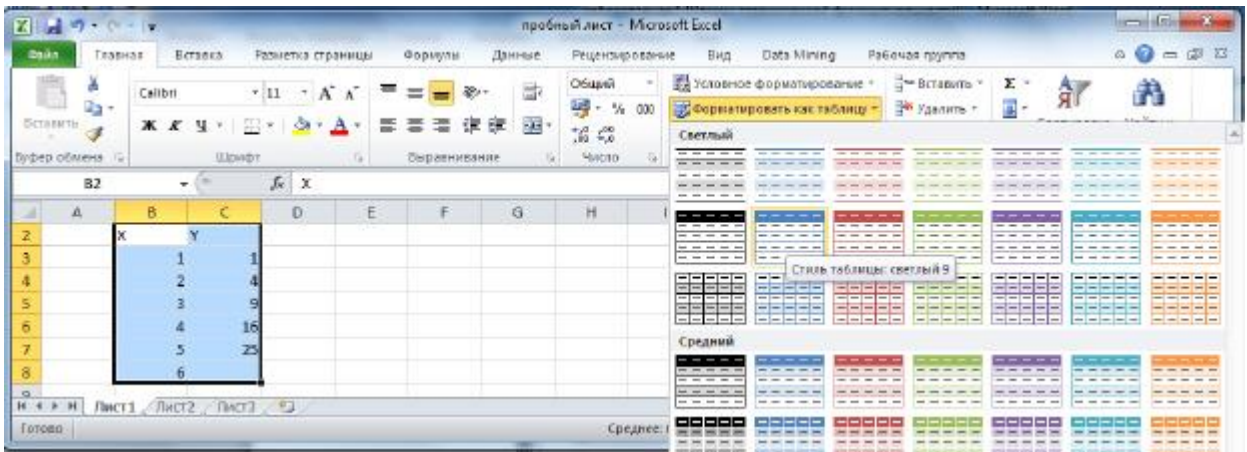 пробный лист - Microsoft Excel
Файл Главная Вставка Разметка страницы Формулы Данные Рецензирование Вид Data Mining Рабочая группа
Вставить
Calibri 11
Ж К Ч
Общий
% 000
Условное форматирование
Форматировать как таблицу
Вставить
Удалить
Σ
Буфер обмена Шрифт Выравнивание Число
B2 fx X
A B C D E F G H I
2 X Y
3 1 1
4 2 4
5 3 9
6 4 16
7 5 25
8 6
Лист1 Лист2 Лист3
Готово Среднее:
Светлый
Стиль таблицы: светлый 9
Средний